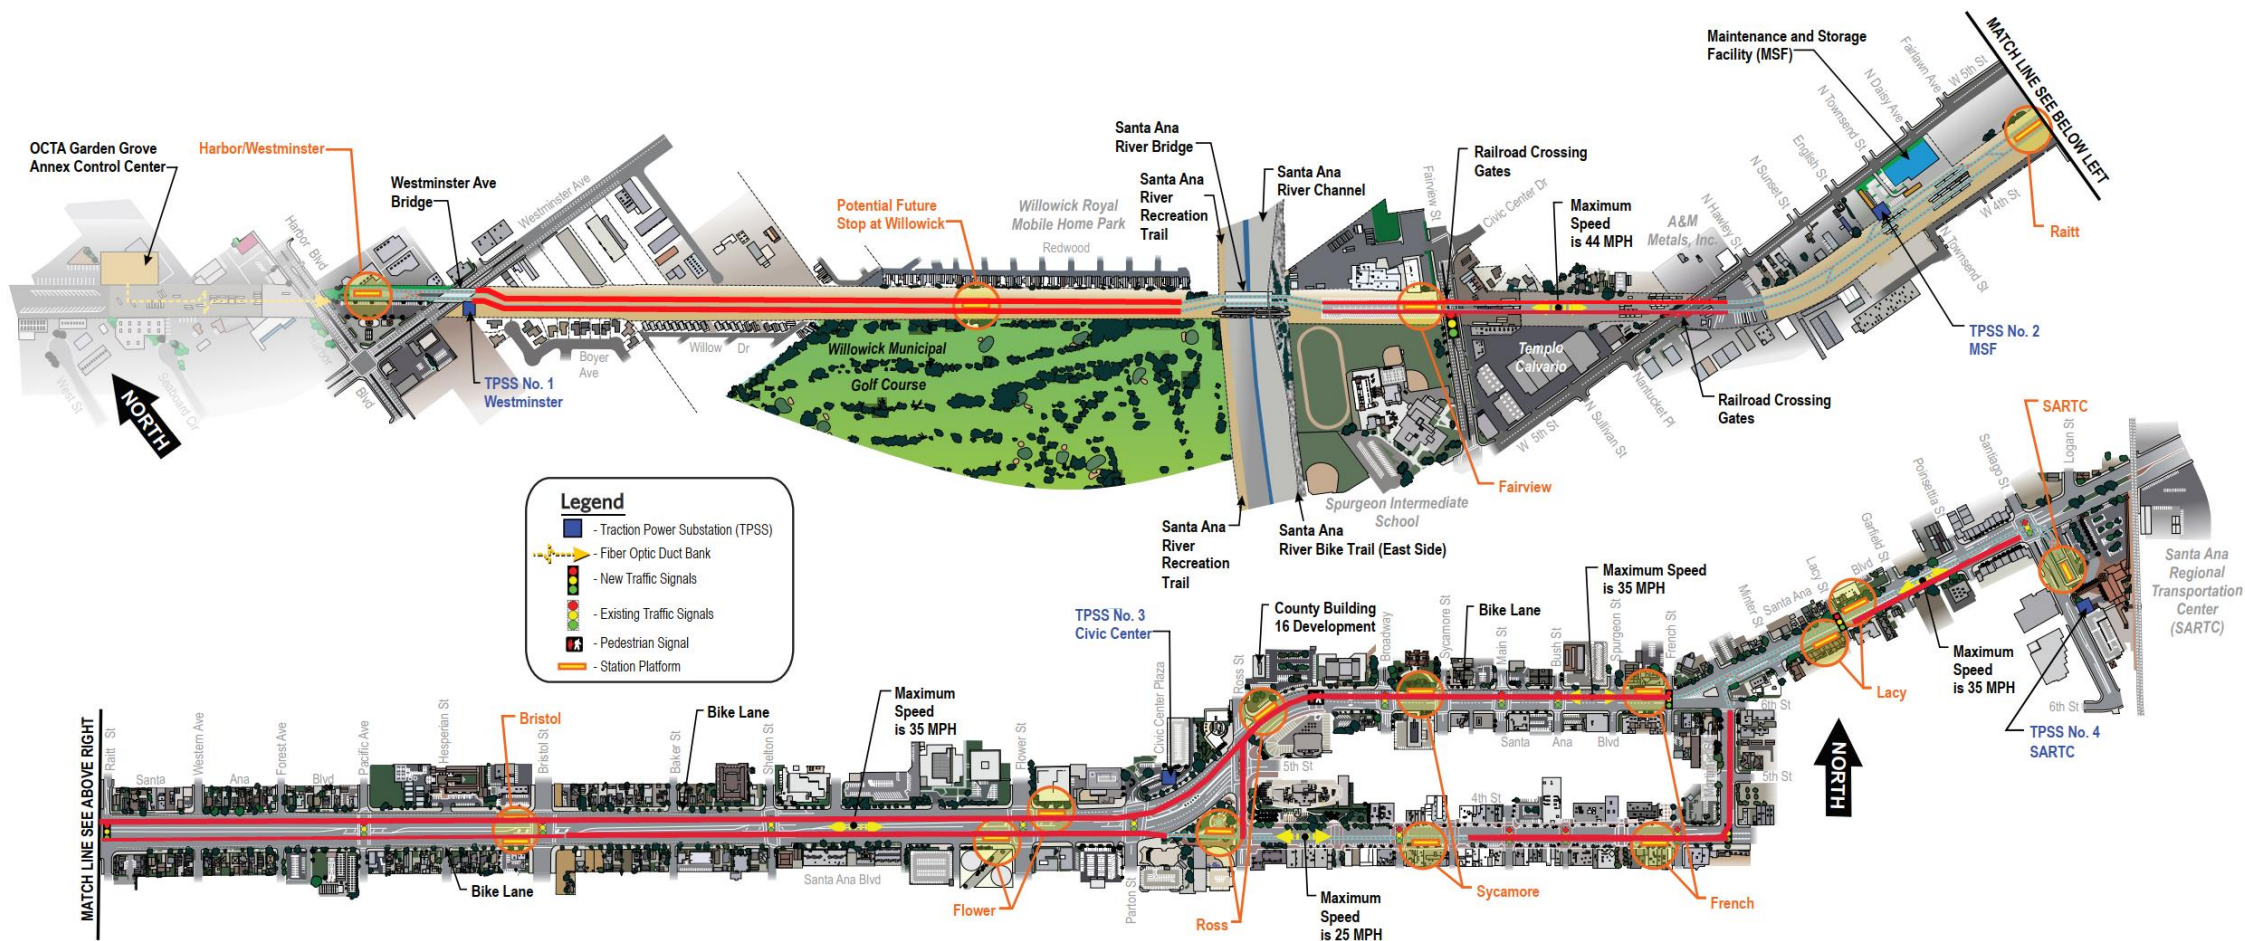 MATCH LINE SEE BELOW LEFT
Maintenance and Storage
Facility (MSF)
Fairlawn Ave
W 5th St
N Daisy Ave
N Townsend St
English St
N Sunset St
N Hawley St
W 4th St
N Townsend St
Raitt
OCTA Garden Grove
Annex Control Center
Harbor/Westminster
Harbor Blvd
Westminster Ave
Bridge
Westminster Ave
Potential Future
Stop at Willowick
Willowick Royal
Mobile Home Park
Redwood
Santa Ana
River Bridge
Santa Ana
River
Recreation
Trail
Santa Ana
River Channel
Fairview St
Civic Center Dr
Railroad Crossing
Gates
Maximum
Speed
is 44 MPH
A&M
Metals, Inc.
TPSS No. 2
MSF
West St
Seaboard Cir
NORTH
Harbor
Blvd
TPSS No. 1
Westminster
Boyer
Ave
Willow Dr
Willowick Municipal
Golf Course
Templo
Calvario
Nantucket Pl
N Sullivan St
W 5th St
Railroad Crossing
Gates
Fairview
Spurgeon Intermediate
School
Santa Ana
River
Recreation
Trail
Santa Ana
River Bike Trail (East Side)
Legend
- Traction Power Substation (TPSS)
- Fiber Optic Duct Bank
- New Traffic Signals
- Existing Traffic Signals
- Pedestrian Signal
- Station Platform
SARTC
Logan St
Santiago St
Poinsettia St
Garfield St
Lacy St
Blvd
Santa Ana
Minter St
Santa Ana
Regional
Transportation
Center
(SARTC)
Lacy
Maximum
Speed
is 35 MPH
6th St
TPSS No. 4
SARTC
NORTH
MATCH LINE SEE ABOVE RIGHT
Raitt St
Santa Ana Blvd
Western Ave
Forest Ave
Pacific Ave
Hesperian St
Bristol
Bristol St
Bike Lane
Baker St
Shelton St
Maximum
Speed
is 35 MPH
Flower St
Civic Center Plaza
TPSS No. 3
Civic Center
Ross St
County Building
16 Development
Broadway
Sycamore St
Bike Lane
Main St
Bush St
Maximum Speed
is 35 MPH
Spurgeon St
French St
6th St
Santa Ana Blvd
5th St
5th St
4th St
Mortimer St
Bike Lane
Santa Ana Blvd
Flower
Parton St
Ross
Maximum
Speed
is 25 MPH
Sycamore
French